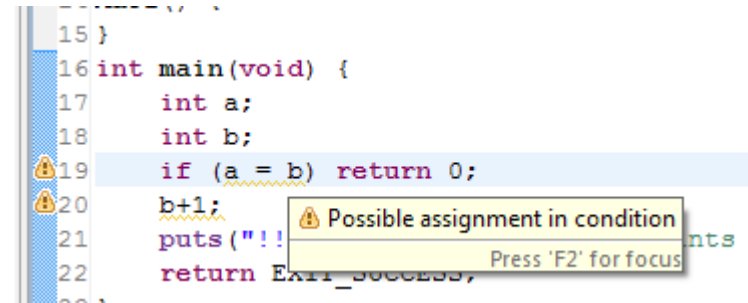 15 }
16 int main(void) {
17 int a;
18 int b;
19 if (a = b) return 0;
20 b+1;
Possible assignment in condition
21 puts("!! nts
Press 'F2' for focus
22 return EXIT_SUCCESS;